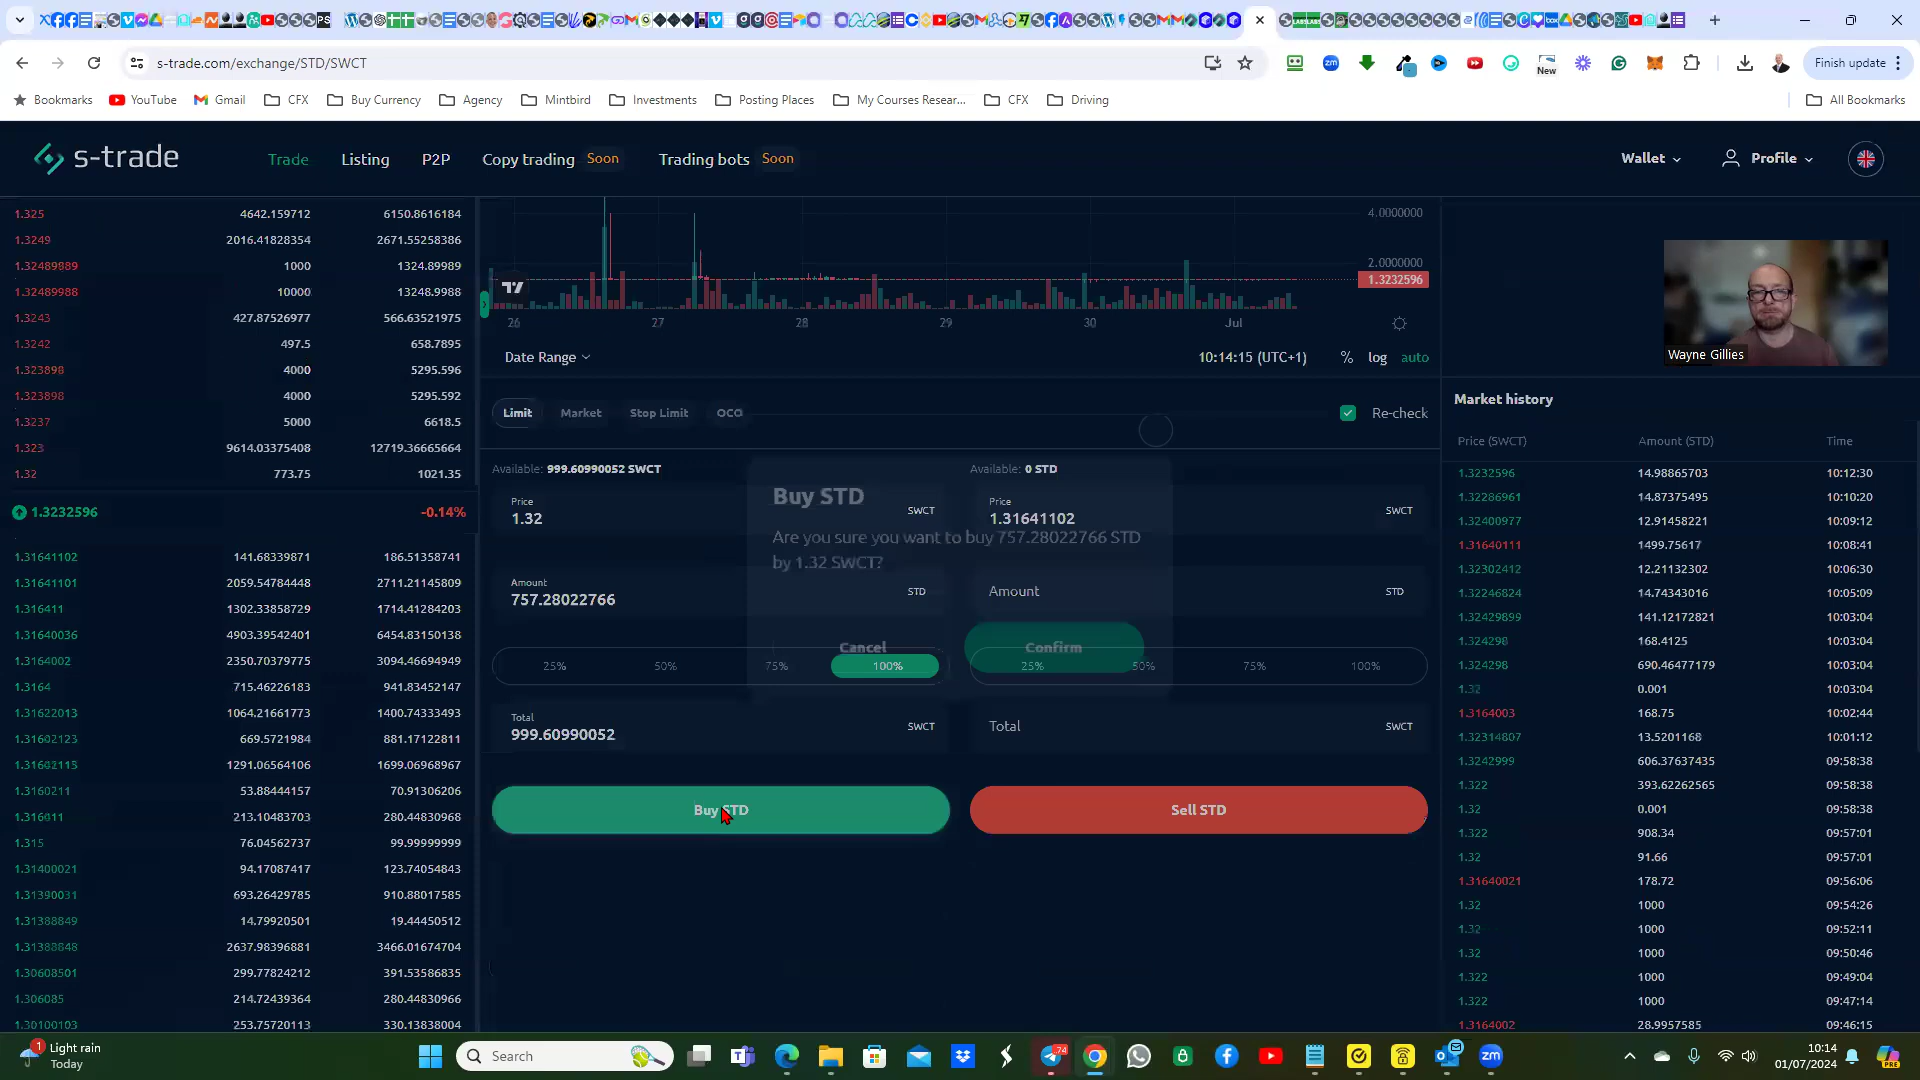 s-trade.com/exchange/STD/SWCT
Finish update
New
Bookmarks YouTube Gmail CFX Buy Currency Agency Mintbird Investments Posting Places My Courses Resear... CFX Driving All Bookmarks
s-trade Trade Listing P2P Copy trading Soon Trading bots Soon Wallet Profile
1.325 4642.159712 6150.8616184
1.3249 2016.41828354 2671.55258386
1.32489989 1000 1324.89989
1.32489988 10000 13248.9988
1.3243 427.87526977 566.63521975
1.3242 497.5 658.7895
1.323898 4000 5295.596
1.323898 4000 5295.592
1.3237 5000 6618.5
1.323 9614.03375408 12719.36665664
1.32 773.75 1021.35
1.3232596 -0.14%
1.31641102 141.68339871 186.51358741
1.31641101 2059.54784448 2711.21145809
1.316411 1302.33858729 1714.41284203
1.31640036 4903.39542401 6454.83150138
1.3164002 2350.70379775 3094.46694949
1.3164 715.46226183 941.83452147
1.31622013 1064.21661773 1400.74333493
1.31602123 669.5721984 881.17122811
1.31602115 1291.06564106 1699.06968967
1.3160211 53.88444157 70.91306206
1.316011 213.10483703 280.44830968
1.315 76.04562737 99.99999999
1.31400021 94.17087417 123.74054843
1.31390031 693.26429785 910.88017585
1.31388849 14.79920501 19.44450512
1.31388848 2637.98396881 3466.01674704
1.30608501 299.77824212 391.53586835
1.306085 214.72439364 280.44830966
1.30100103 253.75720113 330.13838004
4.0000000
2.0000000
1.3232596
26 27 28 29 30 Jul
Date Range 10:14:15 (UTC+1) % log auto
Limit Market Stop Limit OCO Re-check
Available: 999.60990052 SWCT Available: 0 STD
Price
1.32 SWCT
Price
1.31641102 SWCT
Amount
757.28022766 STD
Amount STD
25% 50% 75% 100% 25% 50% 75% 100%
Total
999.60990052 SWCT
Total SWCT
Buy STD Sell STD
Buy STD
Are you sure you want to buy 757.28022766 STD
by 1.32 SWCT?
Cancel Confirm
Wayne Gillies
Market history
Price (SWCT) Amount (STD) Time
1.3232596 14.98865703 10:12:30
1.32286961 14.87375495 10:10:20
1.32400977 12.91458221 10:09:12
1.31640111 1499.75617 10:08:41
1.32302412 12.21132302 10:06:30
1.32246824 14.74343016 10:05:09
1.32429899 141.12172821 10:03:04
1.324298 168.4125 10:03:04
1.324298 690.46477179 10:03:04
1.32 0.001 10:03:04
1.3164003 168.75 10:02:44
1.32314807 13.5201168 10:01:12
1.3242999 606.37637435 09:58:38
1.322 393.62262565 09:58:38
1.32 0.001 09:58:38
1.322 908.34 09:57:01
1.32 91.66 09:57:01
1.31640021 178.72 09:56:06
1.32 1000 09:54:26
1.32 1000 09:52:11
1.32 1000 09:50:46
1.322 1000 09:49:04
1.322 1000 09:47:14
1.3164002 28.9957585 09:46:15
1 Light rain
Today
Search
74
zm
10:14
01/07/2024
PRE